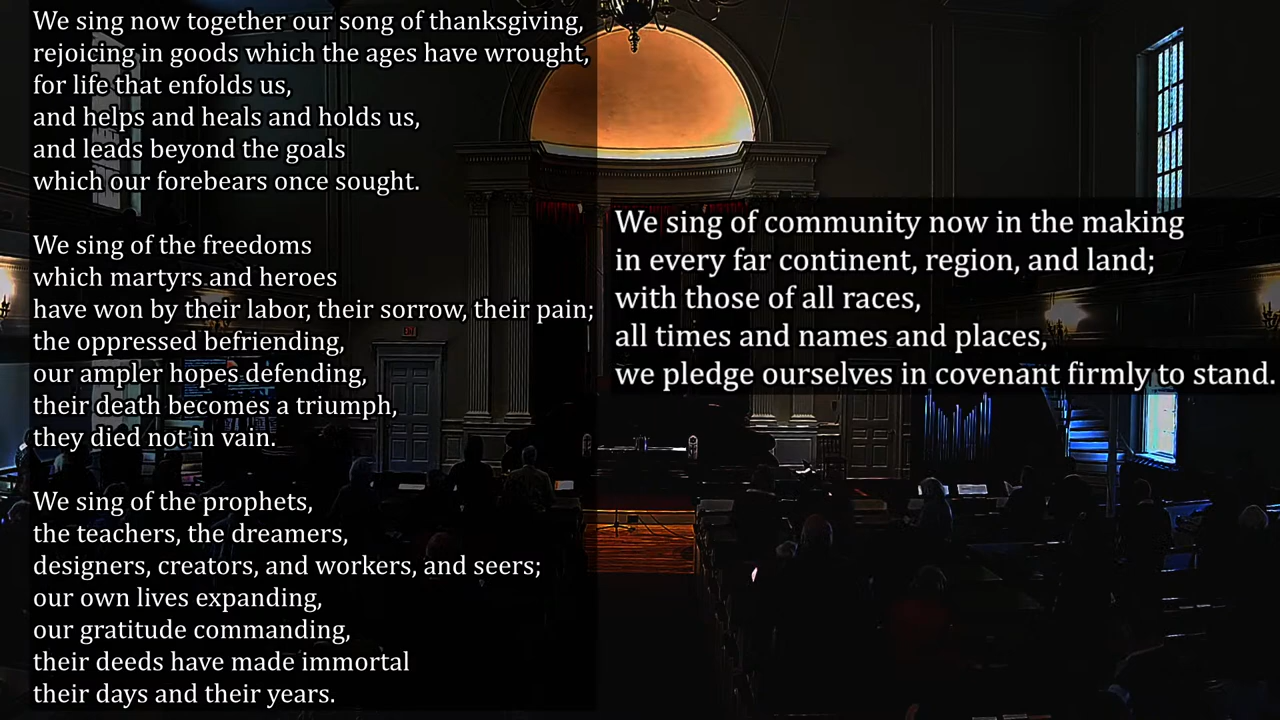 We sing now together our song of thanksgiving,
rejoicing in goods which the ages have wrought,
for life that enfolds us,
and helps and heals and holds us,
and leads beyond the goals
which our forebears once sought.
We sing of the freedoms
which martyrs and heroes
have won by their labor, their sorrow, their pain;
the oppressed befriending,
our ampler hopes defending,
their death becomes a triumph,
they died not in vain.
We sing of the prophets,
the teachers, the dreamers,
designers, creators, and workers, and seers;
our own lives expanding,
our gratitude commanding,
their deeds have made immortal
their days and their years.
We sing of community now in the making
in every far continent, region, and land;
with those of all races,
all times and names and places,
we pledge ourselves in covenant firmly to stand.